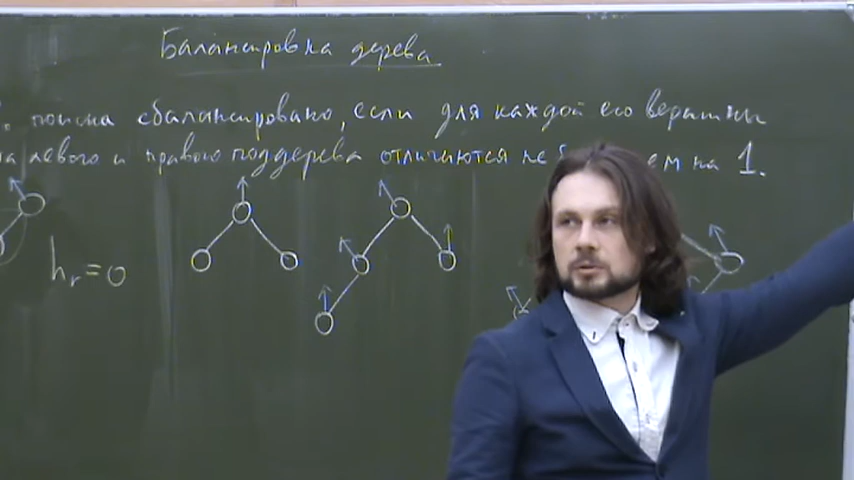 Балансировка дерева
. поиска сбалансировано, если для каждой его вершины
ла левого и правого поддерева отличаются не б ем на 1.
h_r = 0